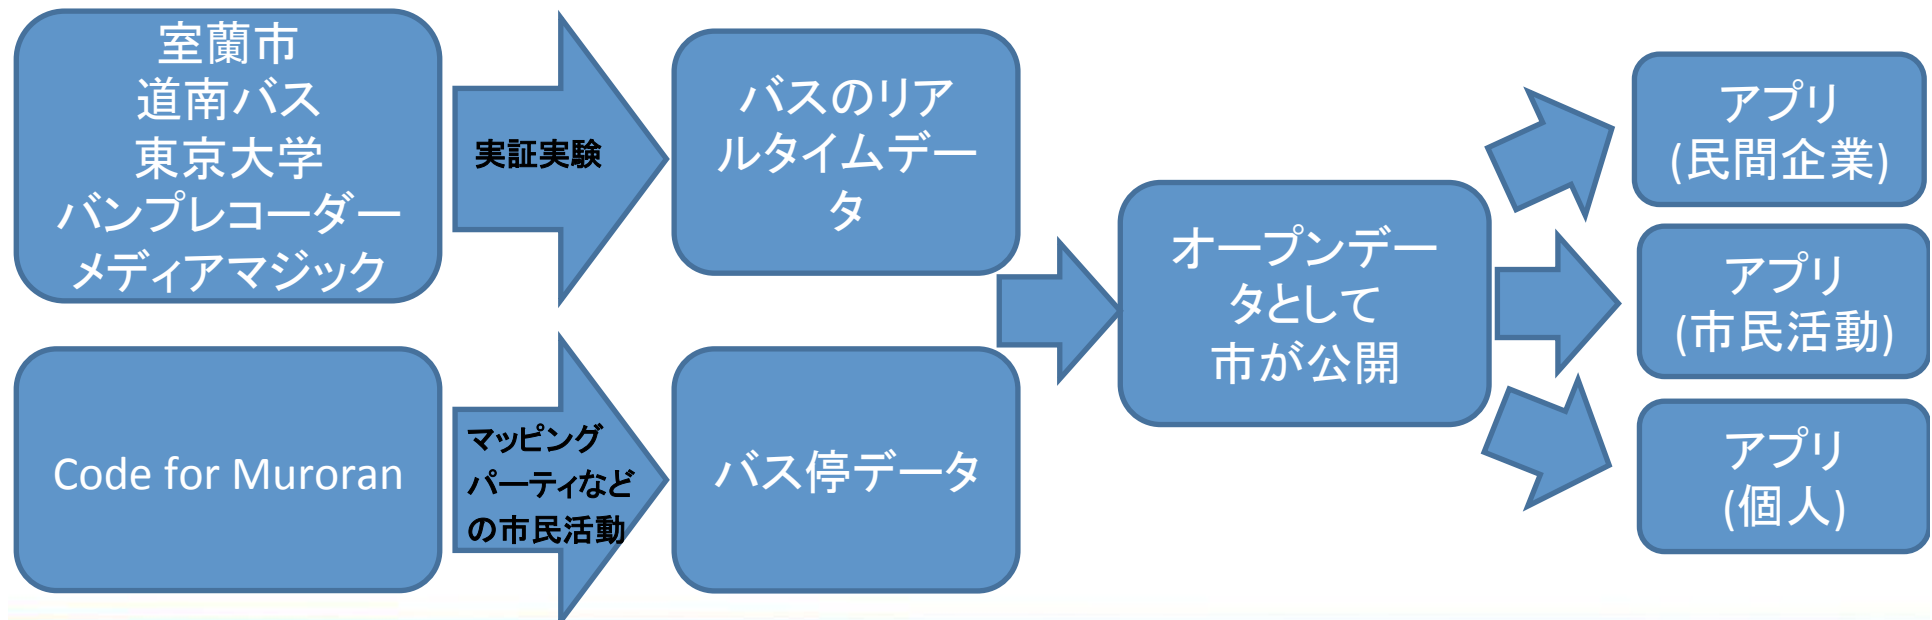 室蘭市
道南バス
東京大学
バンプレコーダー
メディアマジック
実証実験
バスのリア
ルタイムデー
タ
Code for Muroran
マッピング
パーティなど
の市民活動
バス停データ
オープンデー
タとして
市が公開
アプリ
(民間企業)
アプリ
(市民活動)
アプリ
(個人)